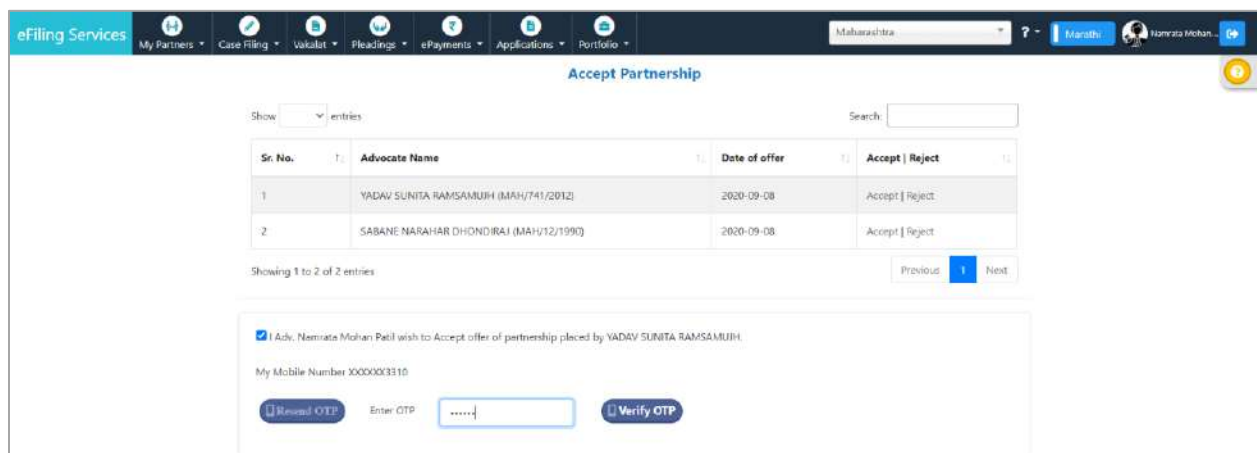 eFiling Services My Partners Case Filing Vakalat Pleadings ePayments Applications Portfolio Maharashtra ? Marathi Namrata Mohan...
Accept Partnership
Show entries Search:
Sr. No. Advocate Name Date of offer Accept | Reject
1 YADAV SUNITA RAMSAMUJH (MAH/741/2012) 2020-09-08 Accept | Reject
2 SABANE NARAHAR DHONDIRAJ (MAH/12/1990) 2020-09-08 Accept | Reject
Showing 1 to 2 of 2 entries Previous 1 Next
I Adv. Namrata Mohan Patil wish to Accept offer of partnership placed by YADAV SUNITA RAMSAMUJH.
My Mobile Number XXXXXX3310
Resend OTP Enter OTP ...... Verify OTP